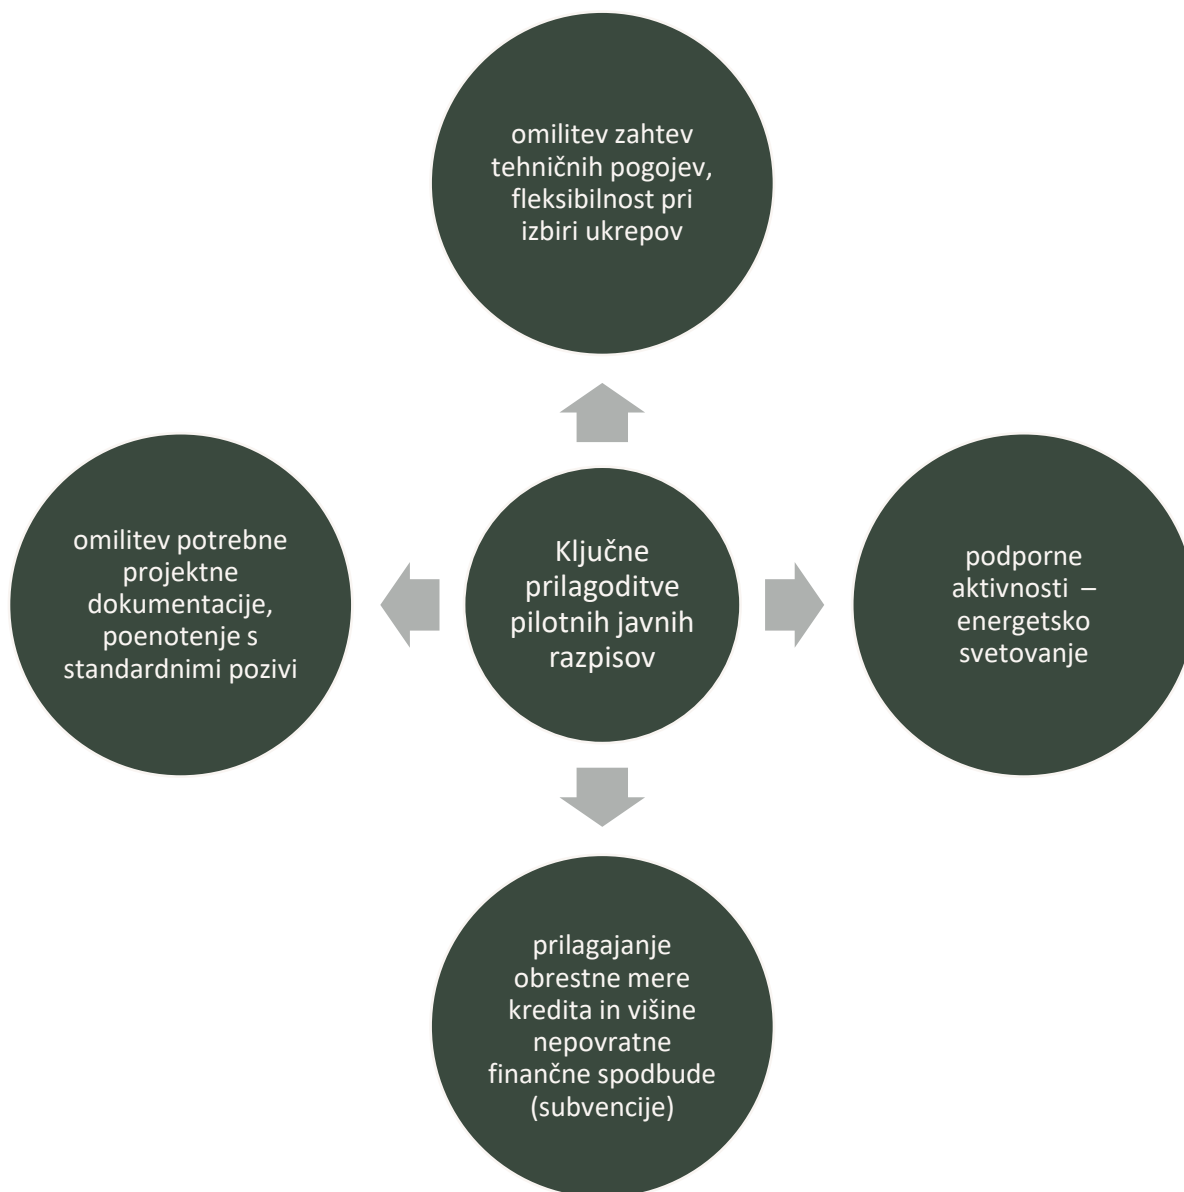 omilitev zahtev
tehničnih pogojev,
fleksibilnost pri
izbiri ukrepov
omilitev potrebne
projektne
dokumentacije,
poenotenje s
standardnimi pozivi
Ključne
prilagoditve
pilotnih javnih
razpisov
podporne
aktivnosti –
energetsko
svetovanje
prilagajanje
obrestne mere
kredita in višine
nepovratne
finančne spodbude
(subvencije)